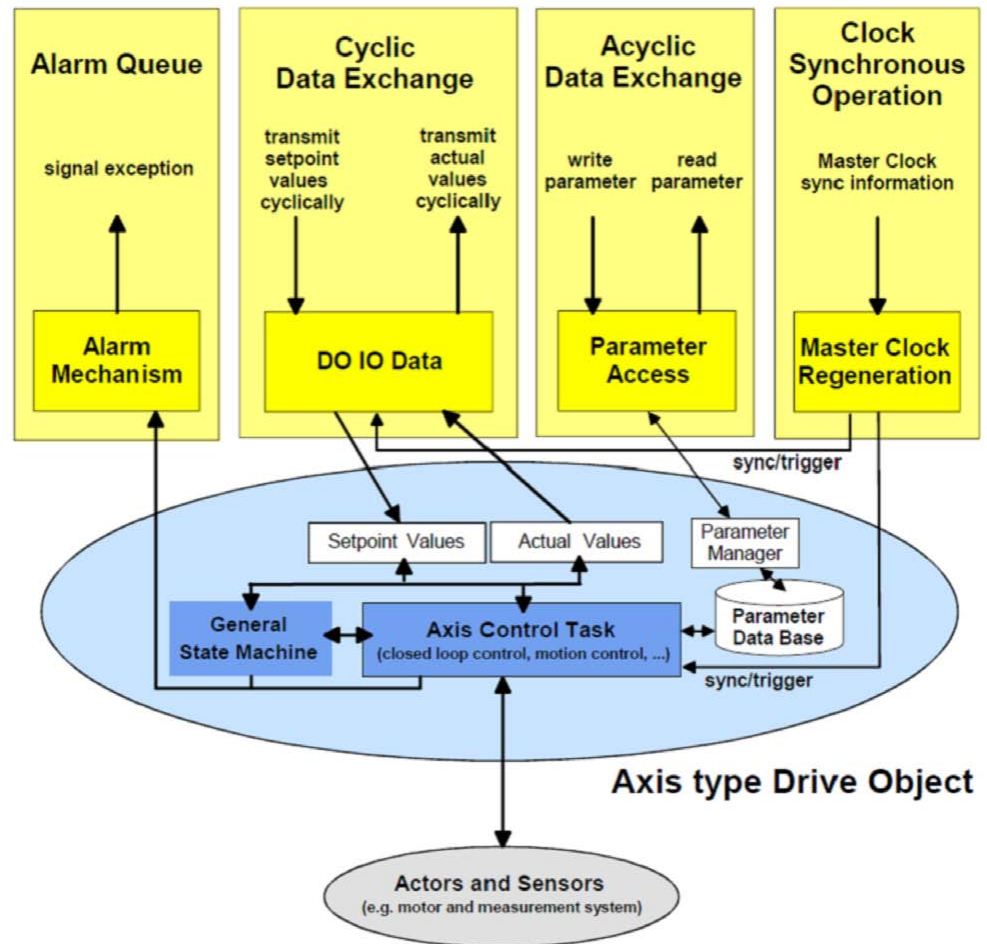 Alarm Queue
signal exception
Alarm
Mechanism
Cyclic
Data Exchange
transmit
setpoint
values
cyclically
transmit
actual
values
cyclically
DO IO Data
Acyclic
Data Exchange
write
parameter
read
parameter
Parameter
Access
Clock
Synchronous
Operation
Master Clock
sync information
Master Clock
Regeneration
sync/trigger
Setpoint Values
Actual Values
Parameter
Manager
General
State Machine
Axis Control Task
(closed loop control, motion control, ...)
Parameter
Data Base
sync/trigger
Axis type Drive Object
Actors and Sensors
(e.g. motor and measurement system)